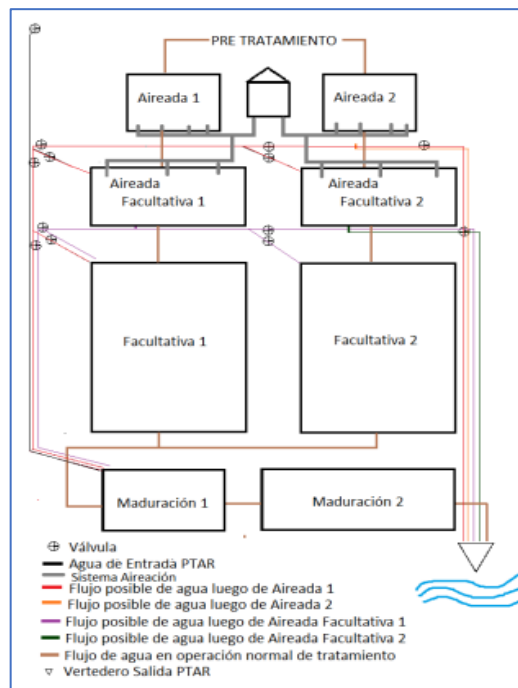 PRE TRATAMIENTO
Aireada 1
Aireada 2
Aireada
Facultativa 1
Aireada
Facultativa 2
Facultativa 1
Facultativa 2
Maduración 1
Maduración 2
Válvula
Agua de Entrada PTAR
Sistema Aireación
Flujo posible de agua luego de Aireada 1
Flujo posible de agua luego de Aireada 2
Flujo posible de agua luego de Aireada Facultativa 1
Flujo posible de agua luego de Aireada Facultativa 2
Flujo de agua en operación normal de tratamiento
Vertedero Salida PTAR